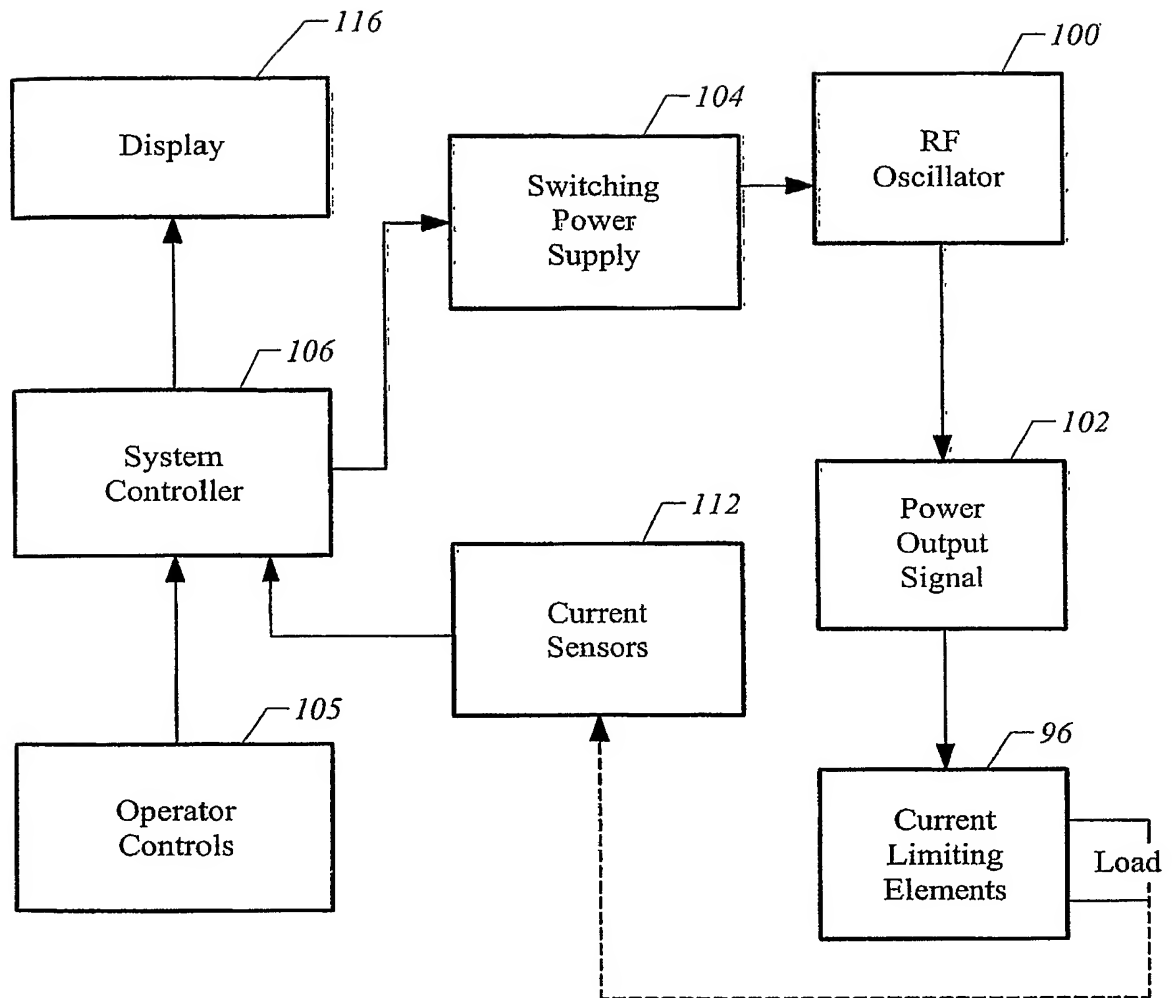 116
Display
104
Switching
Power
Supply
100
RF
Oscillator
106
System
Controller
102
Power
Output
Signal
112
Current
Sensors
105
Operator
Controls
96
Current
Limiting
Elements
Load